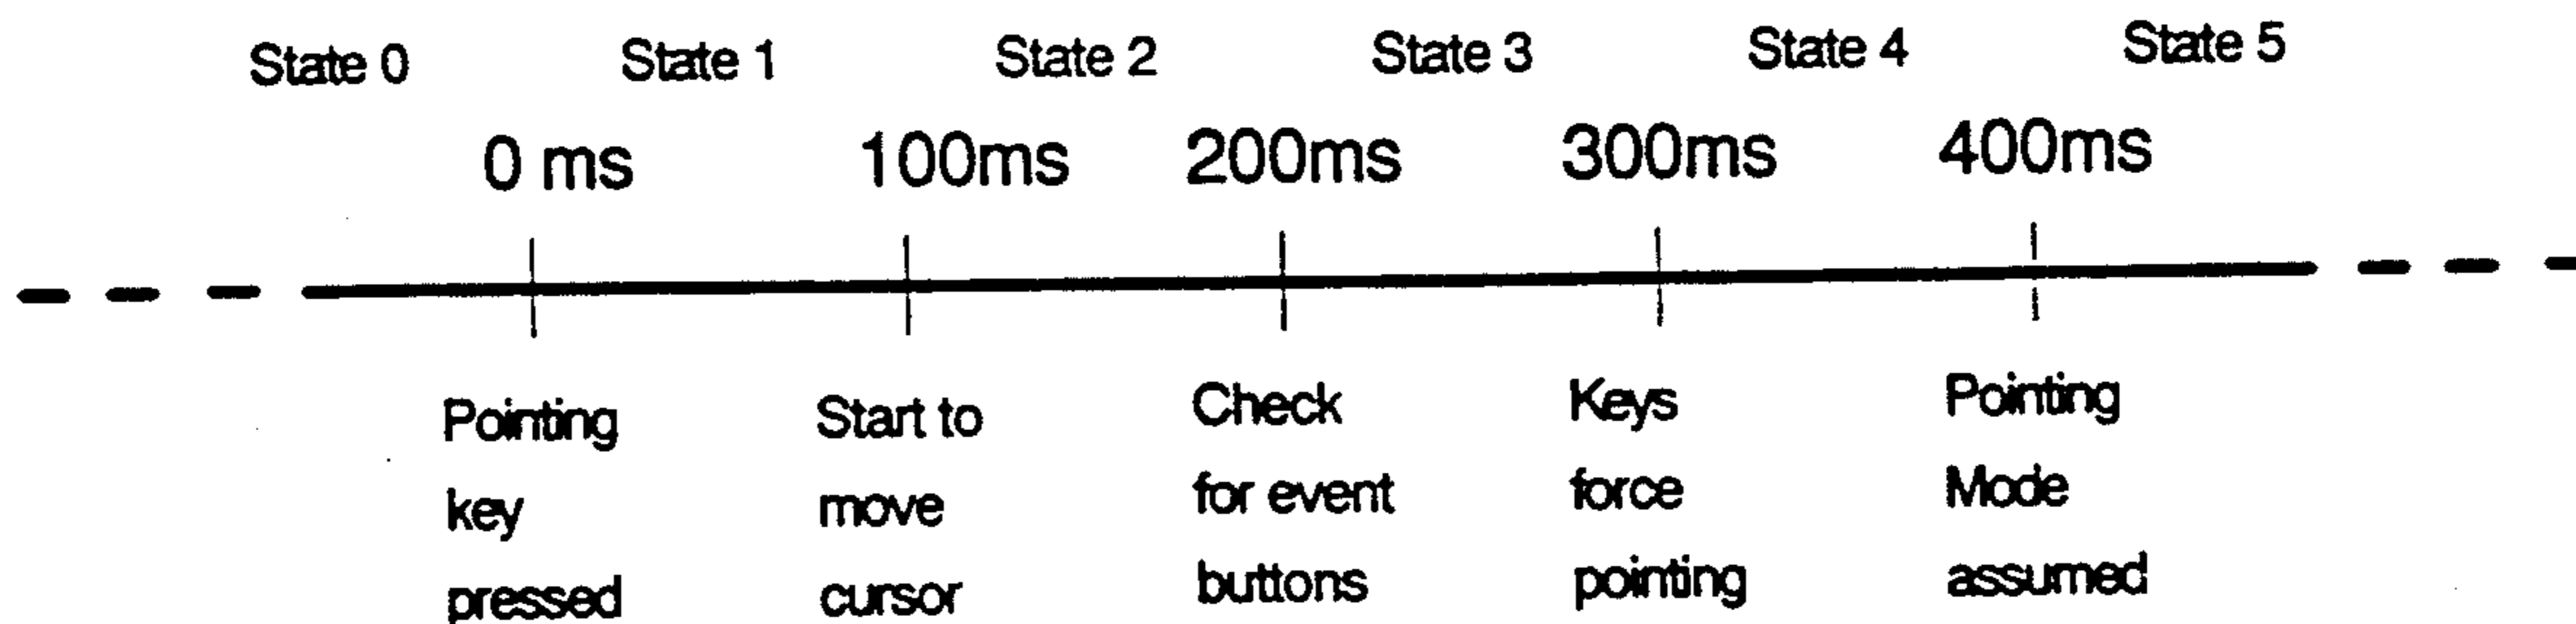 State 0 State 1 State 2 State 3 State 4 State 5
0 ms 100ms 200ms 300ms 400ms
Pointing Start to Check Keys Pointing
key move for event force Mode
pressed cursor buttons pointing assumed